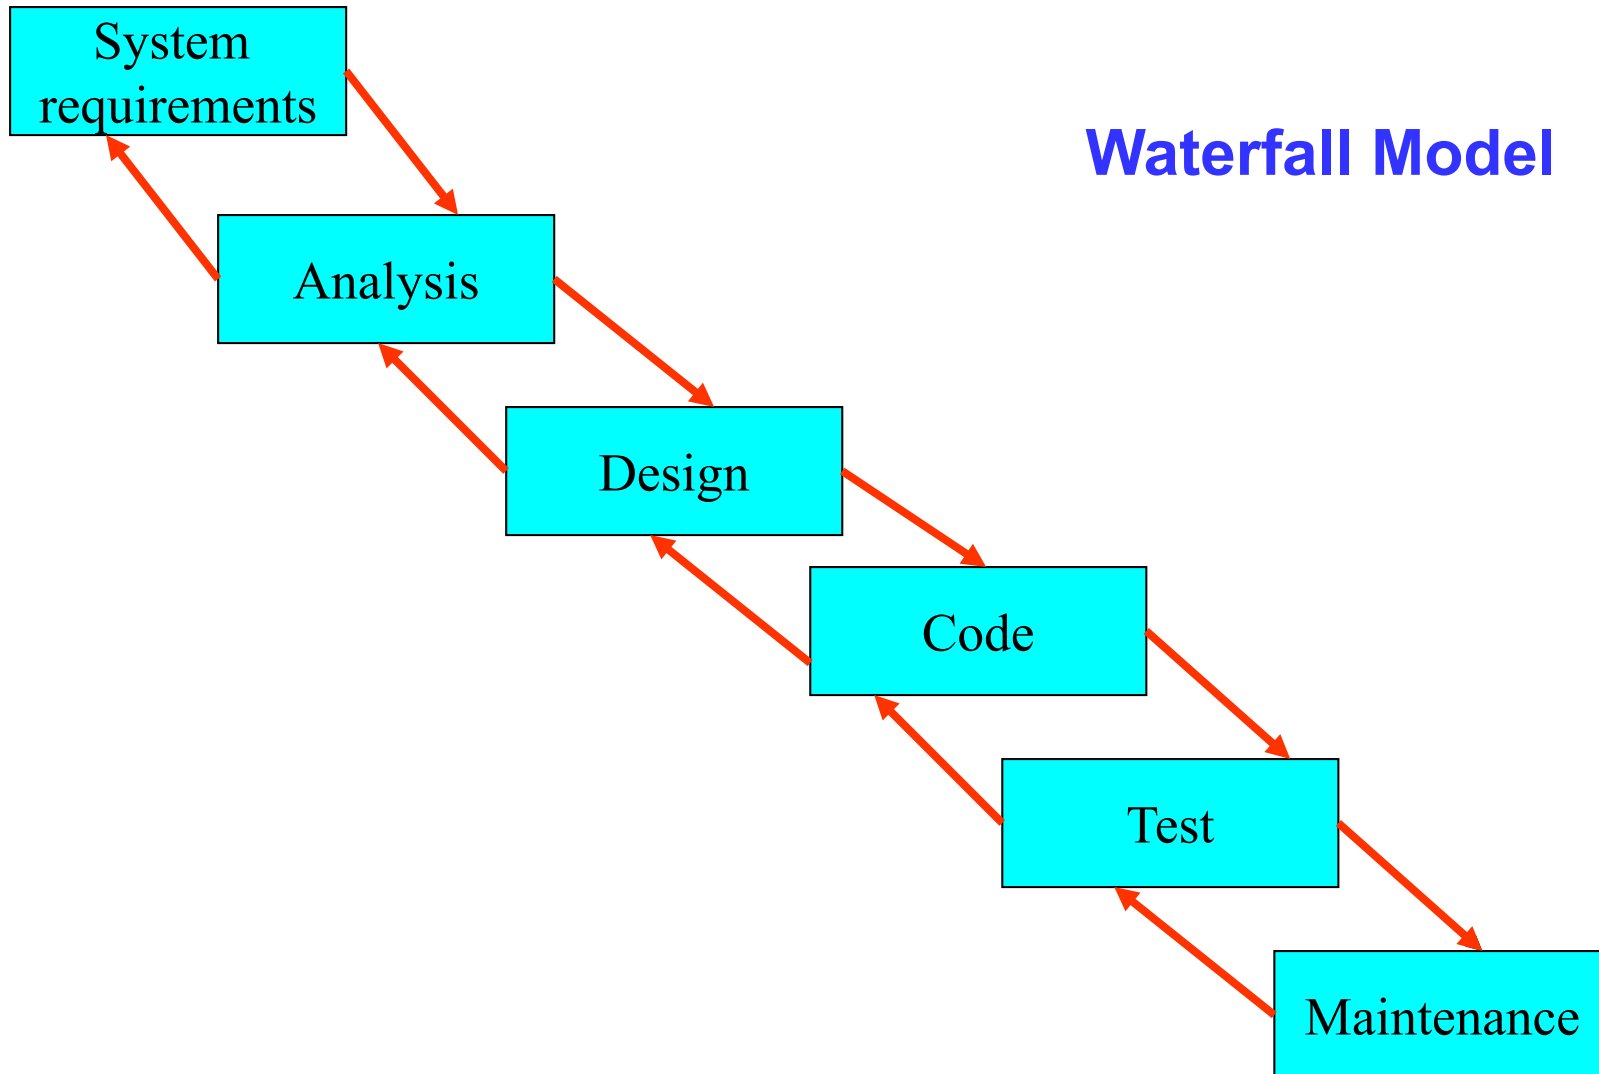 System
requirements
Waterfall Model
Analysis
Design
Code
Test
Maintenance